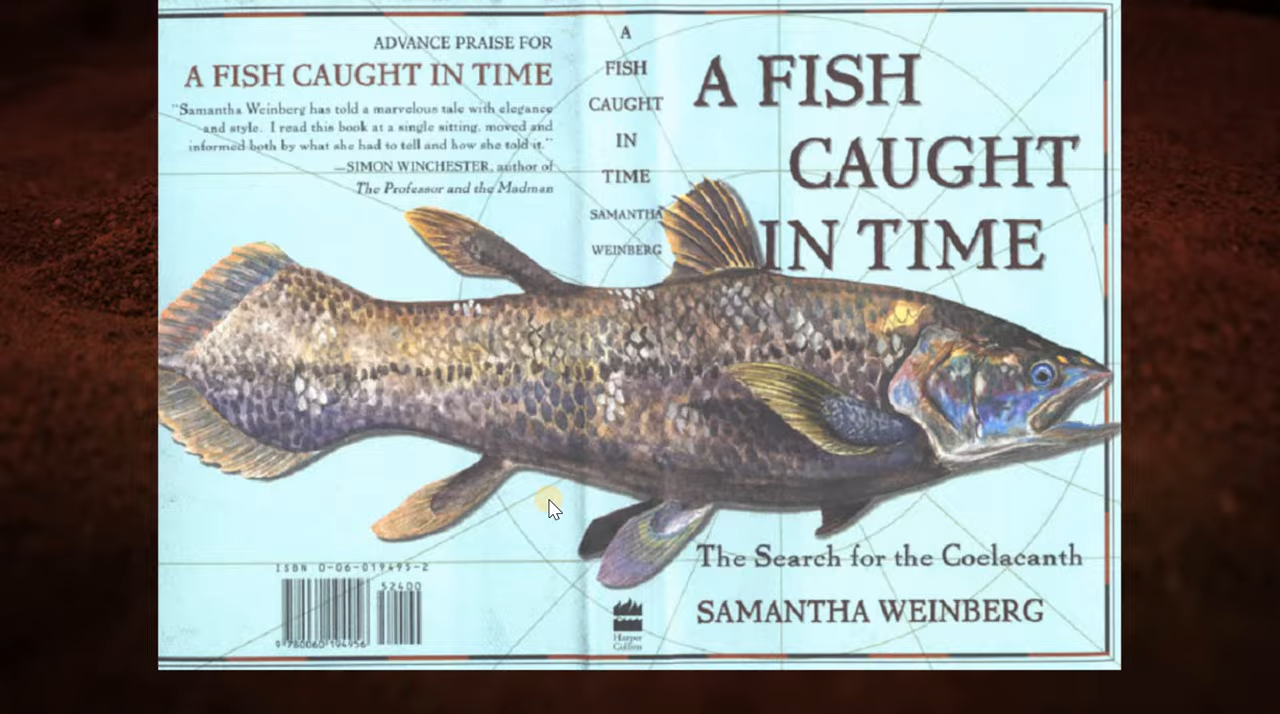 ADVANCE PRAISE FOR
A FISH CAUGHT IN TIME
"Samantha Weinberg has told a marvelous tale with elegance
and style. I read this book at a single sitting, moved and
informed both by what she had to tell and how she told it."
—SIMON WINCHESTER, author of
The Professor and the Madman
ISBN 0-06-019495-2
52400
9 780060 194956
A
FISH
CAUGHT
IN
TIME
SAMANTHA
WEINBERG
Harper
Collins
A FISH
CAUGHT
IN TIME
The Search for the Coelacanth
SAMANTHA WEINBERG